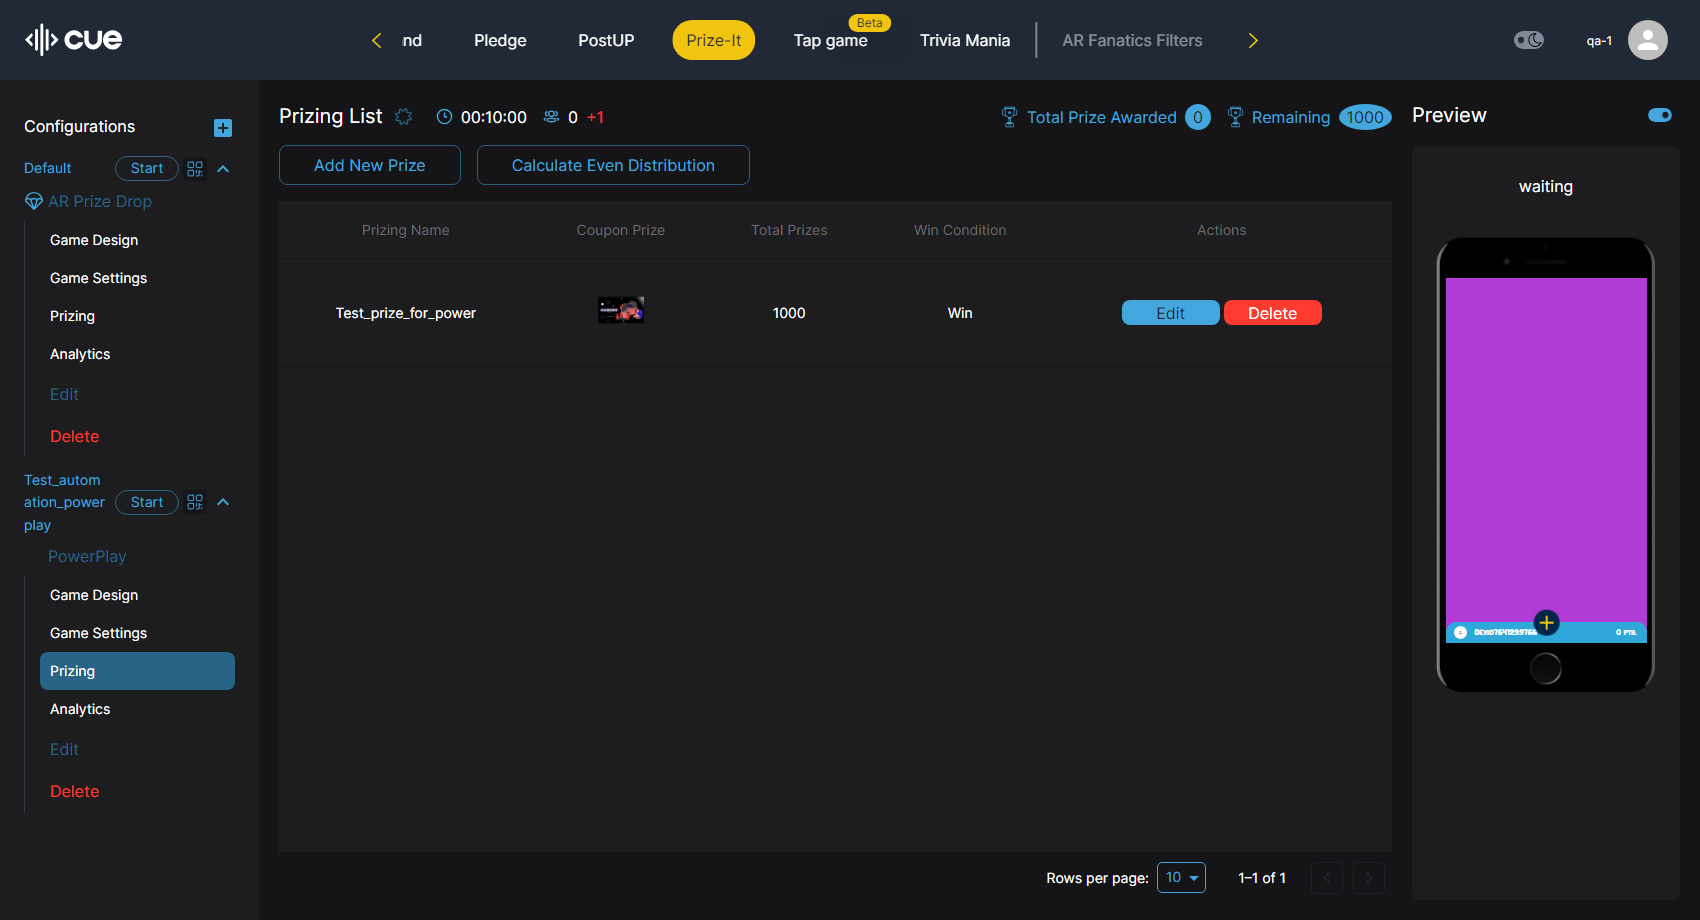 cue
nd
Pledge
PostUP
Prize-It
Beta
Tap game
Trivia Mania
AR Fanatics Filters
qa-1
Configurations
Default
Start
AR Prize Drop
Game Design
Game Settings
Prizing
Analytics
Edit
Delete
Test_autom
ation_power
play
Start
PowerPlay
Game Design
Game Settings
Prizing
Analytics
Edit
Delete
Prizing List
00:10:00
0 +1
Total Prize Awarded 0
Remaining 1000
Add New Prize
Calculate Even Distribution
Prizing Name
Coupon Prize
Total Prizes
Win Condition
Actions
Test_prize_for_power
1000
Win
Edit
Delete
Rows per page: 10
1–1 of 1
Preview
waiting
0 PTS.